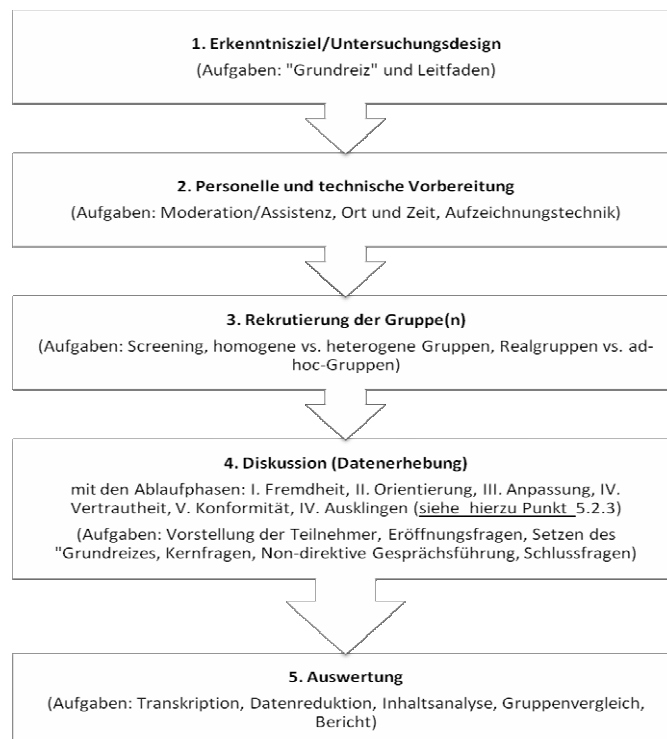 1. Erkenntnisziel/Untersuchungsdesign
(Aufgaben: "Grundreiz" und Leitfaden)
2. Personelle und technische Vorbereitung
(Aufgaben: Moderation/Assistenz, Ort und Zeit, Aufzeichnungstechnik)
3. Rekrutierung der Gruppe(n)
(Aufgaben: Screening, homogene vs. heterogene Gruppen, Realgruppen vs. ad-
hoc-Gruppen)
4. Diskussion (Datenerhebung)
mit den Ablaufphasen: I. Fremdheit, II. Orientierung, III. Anpassung, IV.
Vertrautheit, V. Konformität, IV. Ausklingen (siehe hierzu Punkt 5.2.3)
(Aufgaben: Vorstellung der Teilnehmer, Eröffnungsfragen, Setzen des
"Grundreizes, Kernfragen, Non-direktive Gesprächsführung, Schlussfragen)
5. Auswertung
(Aufgaben: Transkription, Datenreduktion, Inhaltsanalyse, Gruppenvergleich,
Bericht)